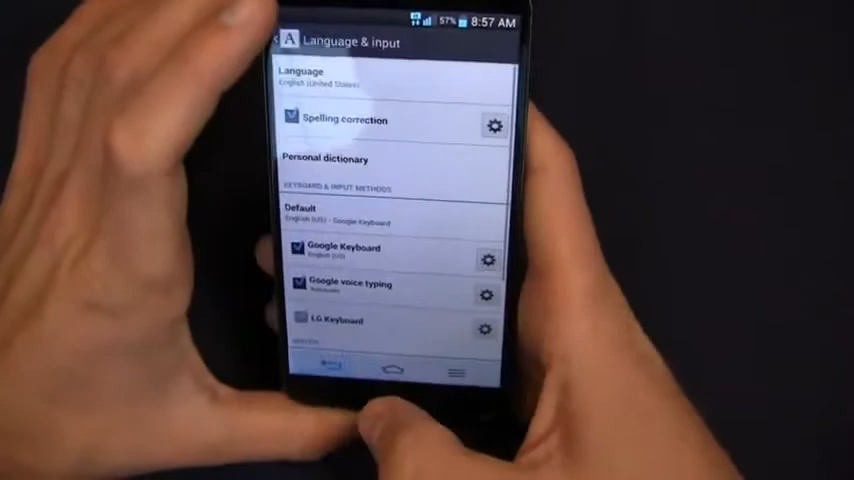 57% 8:57 AM
A Language & input
Language
English (United States)
Spelling correction
Personal dictionary
KEYBOARD & INPUT METHODS
Default
English (US) - Google Keyboard
Google Keyboard
English (US)
Google voice typing
Automatic
LG Keyboard